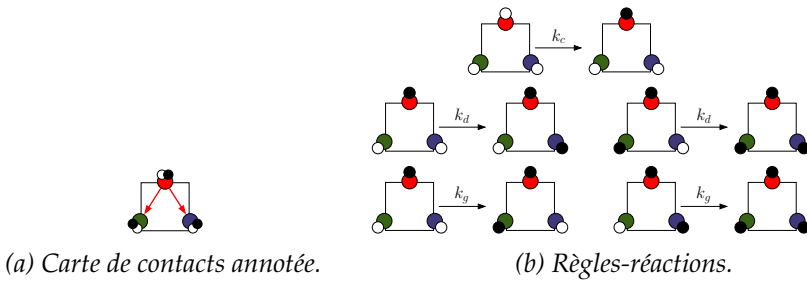 k_c
k_d k_d
k_g k_g
(a) Carte de contacts annotée. (b) Règles-réactions.